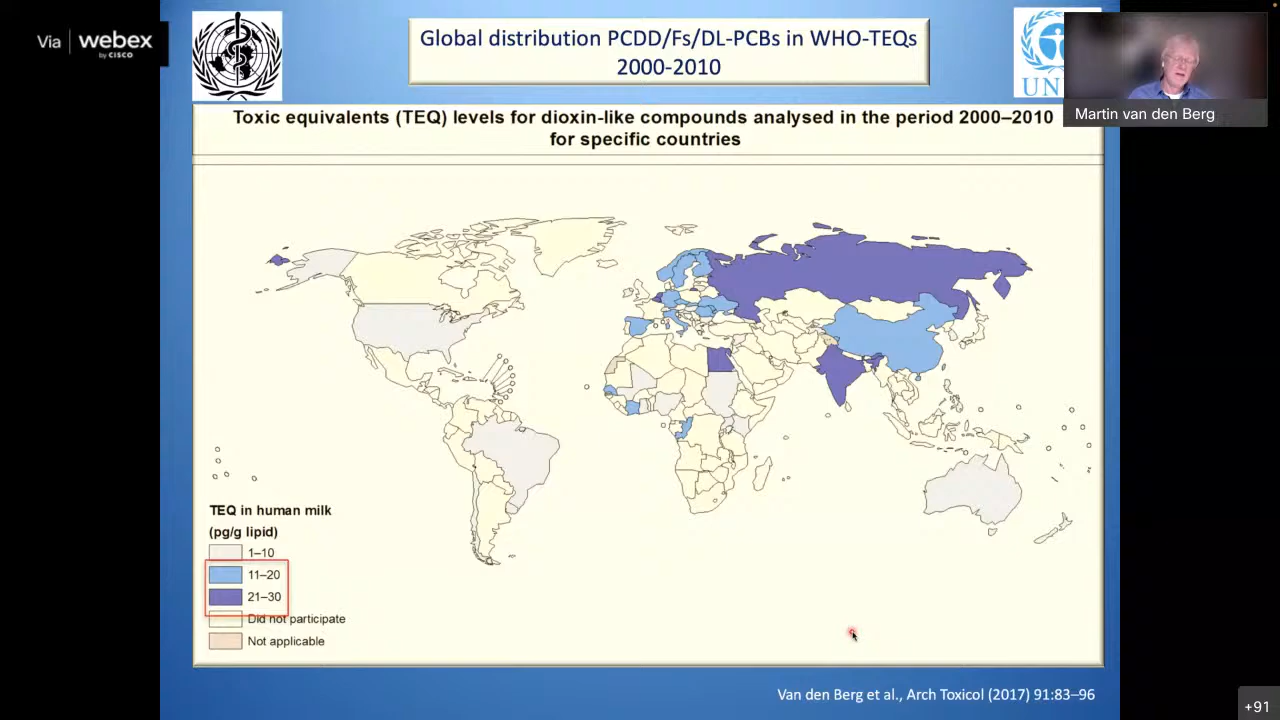 Via | webex
by CISCO
Global distribution PCDD/Fs/DL-PCBs in WHO-TEQs
2000-2010
UN
Martin van den Berg
Toxic equivalents (TEQ) levels for dioxin-like compounds analysed in the period 2000–2010
for specific countries
TEQ in human milk
(pg/g lipid)
1–10
11–20
21–30
Did not participate
Not applicable
Van den Berg et al., Arch Toxicol (2017) 91:83–96
+91